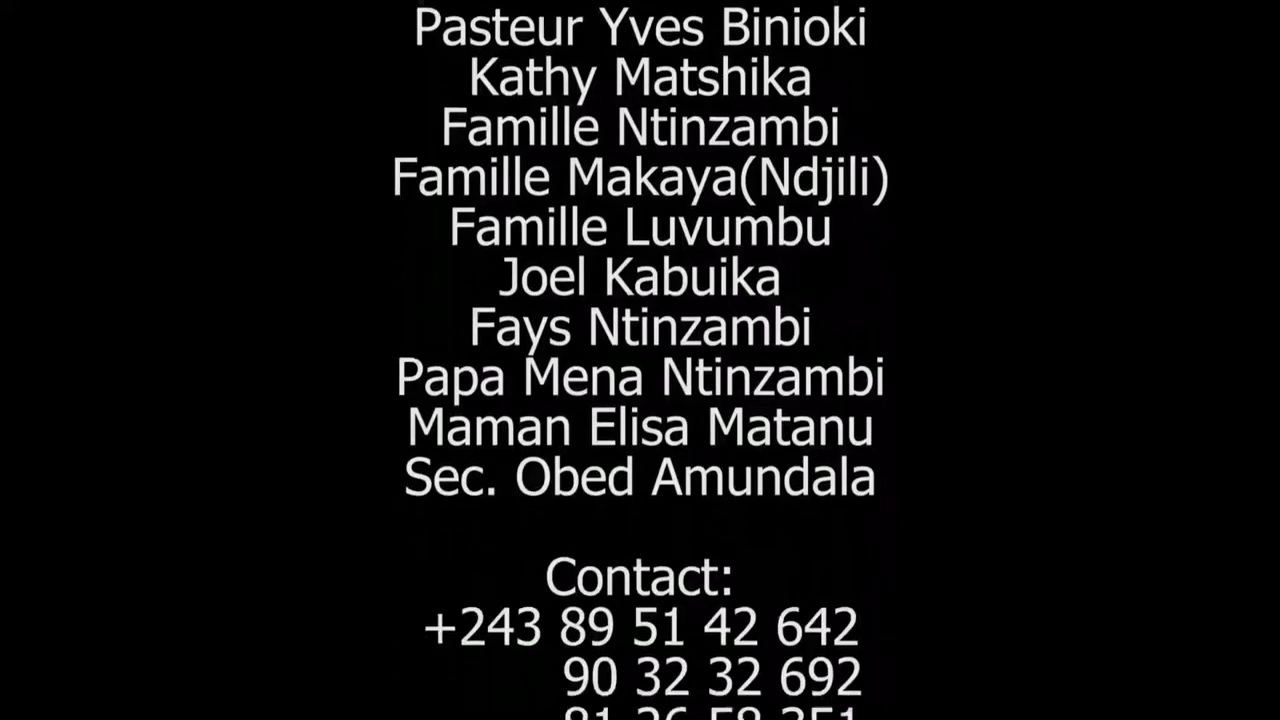 Pasteur Yves Binioki
Kathy Matshika
Famille Ntinzambi
Famille Makaya(Ndjili)
Famille Luvumbu
Joel Kabuika
Fays Ntinzambi
Papa Mena Ntinzambi
Maman Elisa Matanu
Sec. Obed Amundala
Contact:
+243 89 51 42 642
90 32 32 692